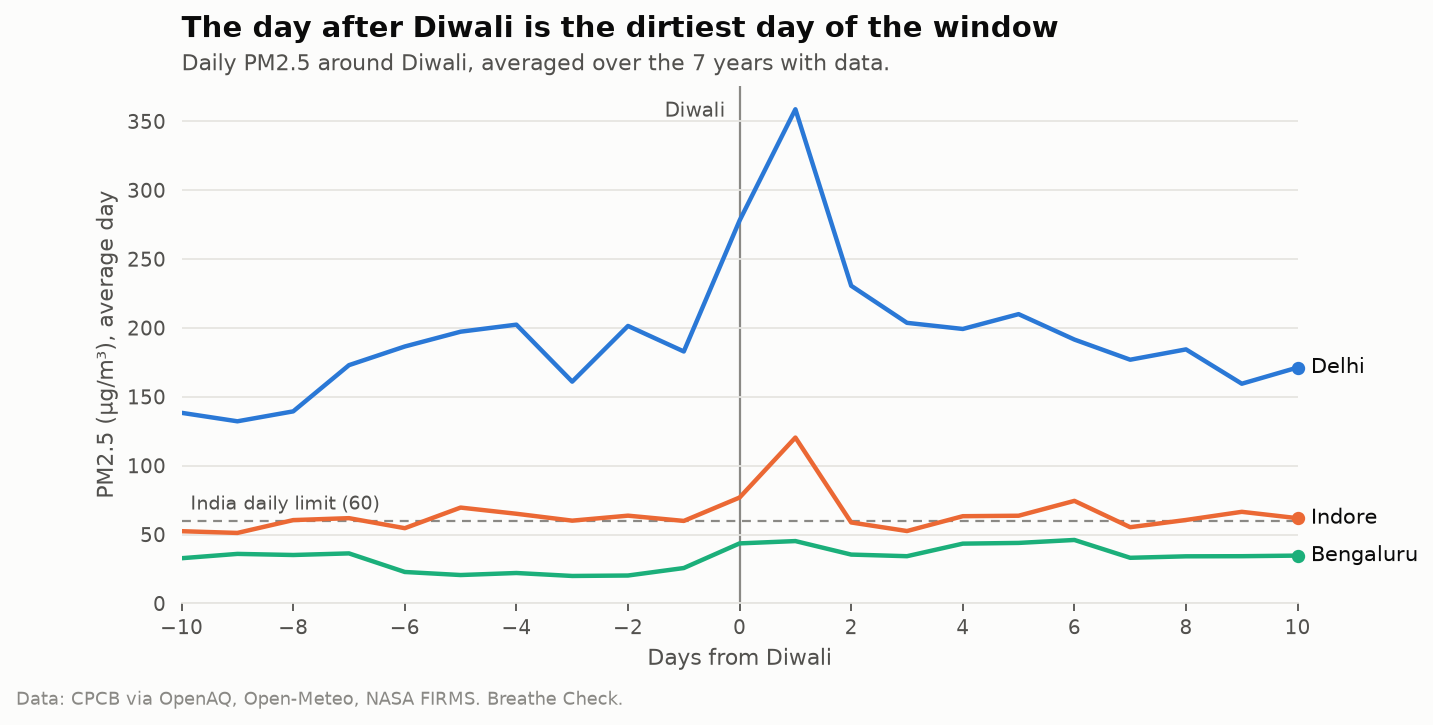 The day after Diwali is the dirtiest day of the window
Daily PM2.5 around Diwali, averaged over the 7 years with data.
Diwali
350
300
250
200
150
100
50
0
PM2.5 (µg/m³), average day
India daily limit (60)
Delhi
Indore
Bengaluru
−10 −8 −6 −4 −2 0 2 4 6 8 10
Days from Diwali
Data: CPCB via OpenAQ, Open-Meteo, NASA FIRMS. Breathe Check.